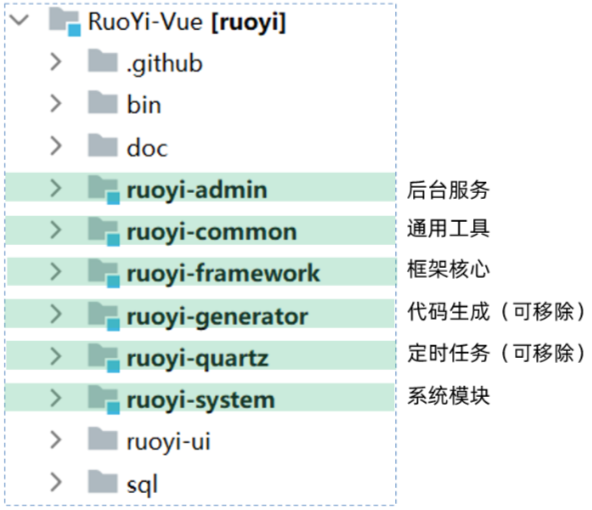 RuoYi-Vue [ruoyi]
.github
bin
doc
ruoyi-admin 后台服务
ruoyi-common 通用工具
ruoyi-framework 框架核心
ruoyi-generator 代码生成（可移除）
ruoyi-quartz 定时任务（可移除）
ruoyi-system 系统模块
ruoyi-ui
sql